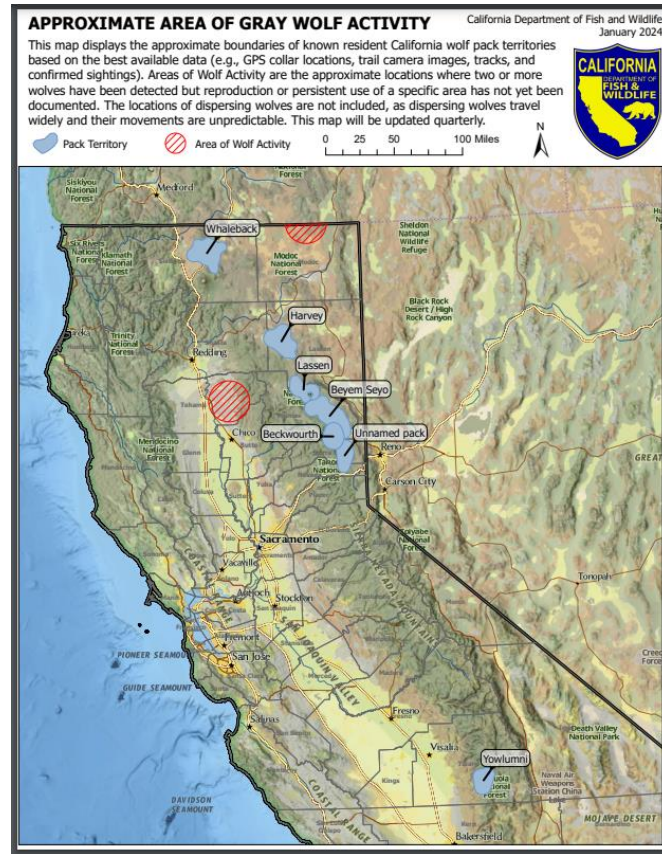 APPROXIMATE AREA OF GRAY WOLF ACTIVITY
California Department of Fish and Wildlife
January 2024
This map displays the approximate boundaries of known resident California wolf pack territories
based on the best available data (e.g., GPS collar locations, trail camera images, tracks, and
confirmed sightings). Areas of Wolf Activity are the approximate locations where two or more
wolves have been detected but reproduction or persistent use of a specific area has not yet been
documented. The locations of dispersing wolves are not included, as dispersing wolves travel
widely and their movements are unpredictable. This map will be updated quarterly.
CALIFORNIA
DEPARTMENT OF
FISH &
WILDLIFE
Pack Territory
Area of Wolf Activity
0 25 50 100 Miles
N
Siskiyou
National
Forest
Medford
Whaleback
Sheldon
National
Wildlife
Refuge
Six Rivers
National
Forest
Klamath
National
Forest
Modoc
National
Forest
Black Rock
Desert / High
Rock Canyon
Harvey
Trinity
National
Forest
Redding
Lassen
Beyem Seyo
Tehama
Beckwourth
Unnamed pack
Mendocino
National
Forest
Chico
Reno
GREAT
Carson City
Sacramento
Toiyabe
National
Forest
Vacaville
Tonopah
Antioch
Stockton
Fremont
SAN JOAQUIN VALLEY
PIONEER SEAMOUNT
San Jose
GUIDE SEAMOUNT
Fresno
Salinas
Death Valley
National Park
Visalia
Yowlumni
Kings
Naval Air
Weapons
Station China
Lake
DAVIDSON
SEAMOUNT
COASTAL RANGE
MOJAVE DESERT
Bakersfield